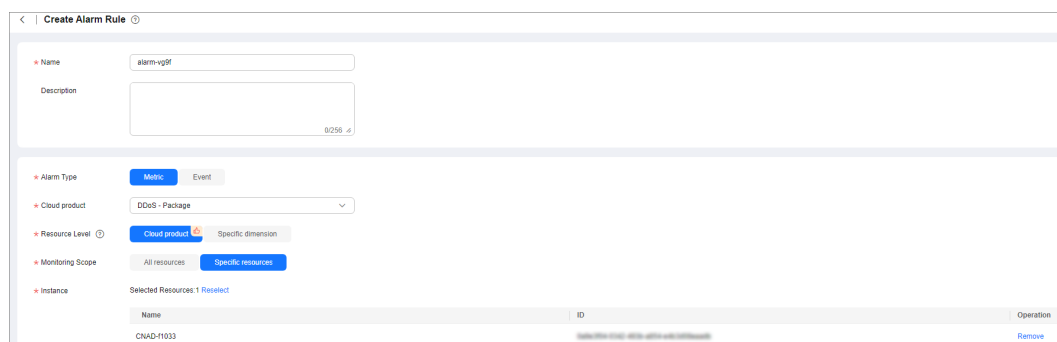 Create Alarm Rule
Name
alarm-vg9f
Description
0/256
Alarm Type
Metric Event
Cloud product
DDoS - Package
Resource Level
Cloud product Specific dimension
Monitoring Scope
All resources Specific resources
Instance
Selected Resources:1 Reselect
Name ID Operation
CNAD-f1033 Remove